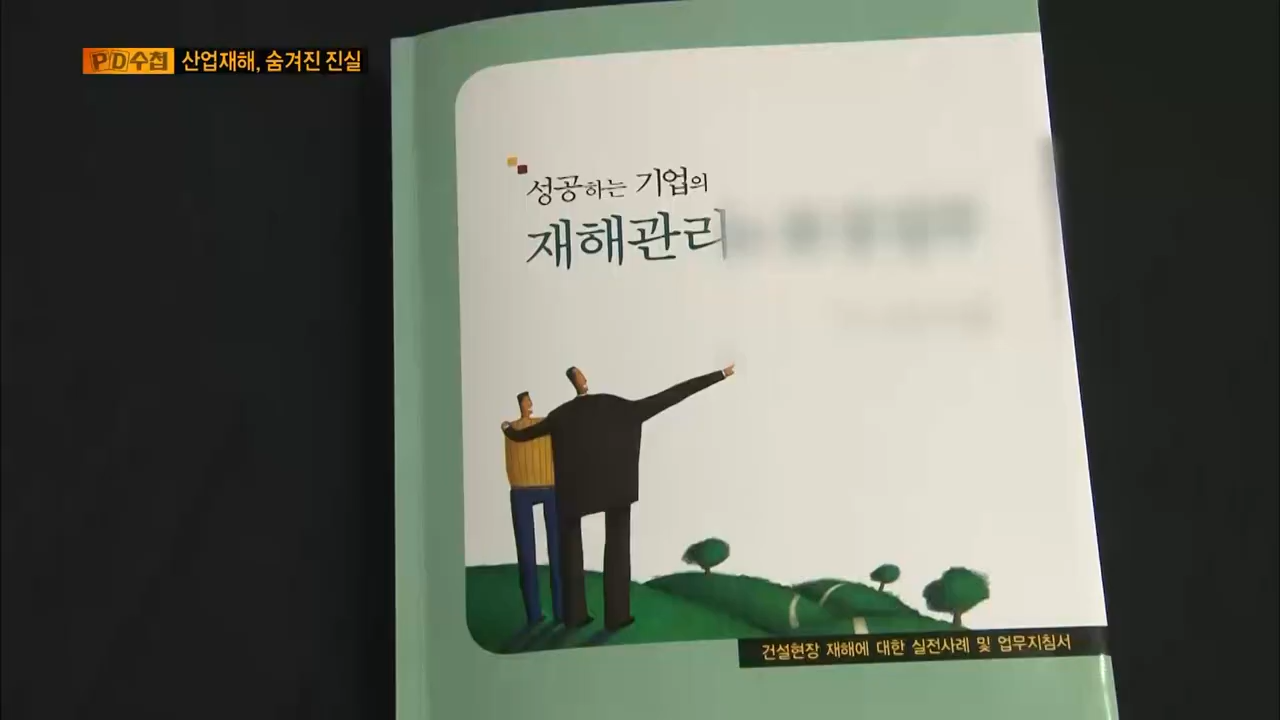 PD수첩 산업재해, 숨겨진 진실
성공하는 기업의
재해관리
건설현장 재해에 대한 실전사례 및 업무지침서